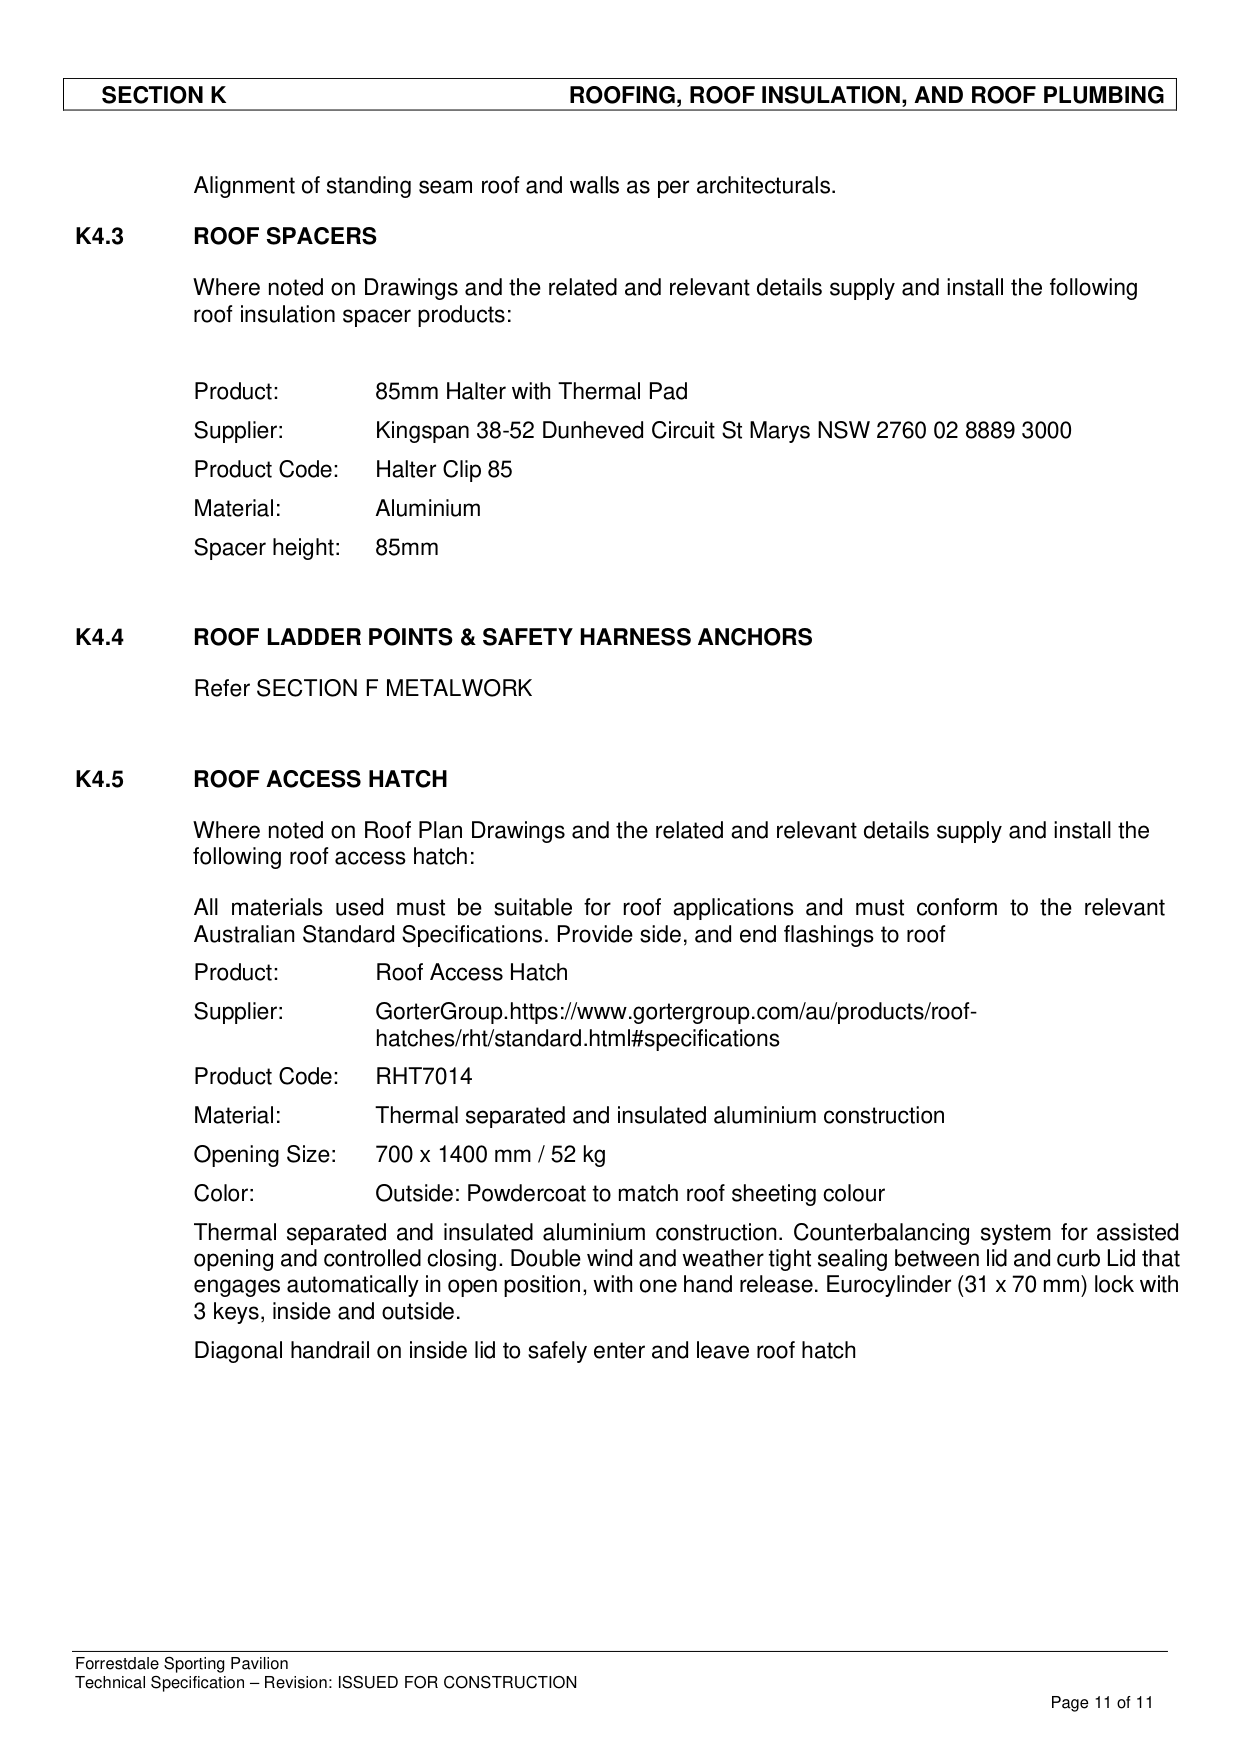 SECTION K ROOFING, ROOF INSULATION, AND ROOF PLUMBING
Alignment of standing seam roof and walls as per architecturals.
K4.3 ROOF SPACERS
Where noted on Drawings and the related and relevant details supply and install the following
roof insulation spacer products:
Product: 85mm Halter with Thermal Pad
Supplier: Kingspan 38-52 Dunheved Circuit St Marys NSW 2760 02 8889 3000
Product Code: Halter Clip 85
Material: Aluminium
Spacer height: 85mm
K4.4 ROOF LADDER POINTS & SAFETY HARNESS ANCHORS
Refer SECTION F METALWORK
K4.5 ROOF ACCESS HATCH
Where noted on Roof Plan Drawings and the related and relevant details supply and install the
following roof access hatch:
All materials used must be suitable for roof applications and must conform to the relevant
Australian Standard Specifications. Provide side, and end flashings to roof
Product: Roof Access Hatch
Supplier: GorterGroup.https://www.gortergroup.com/au/products/roof-
hatches/rht/standard.html#specifications
Product Code: RHT7014
Material: Thermal separated and insulated aluminium construction
Opening Size: 700 x 1400 mm / 52 kg
Color: Outside: Powdercoat to match roof sheeting colour
Thermal separated and insulated aluminium construction. Counterbalancing system for assisted
opening and controlled closing. Double wind and weather tight sealing between lid and curb Lid that
engages automatically in open position, with one hand release. Eurocylinder (31 x 70 mm) lock with
3 keys, inside and outside.
Diagonal handrail on inside lid to safely enter and leave roof hatch
Forrestdale Sporting Pavilion
Technical Specification – Revision: ISSUED FOR CONSTRUCTION
Page 11 of 11